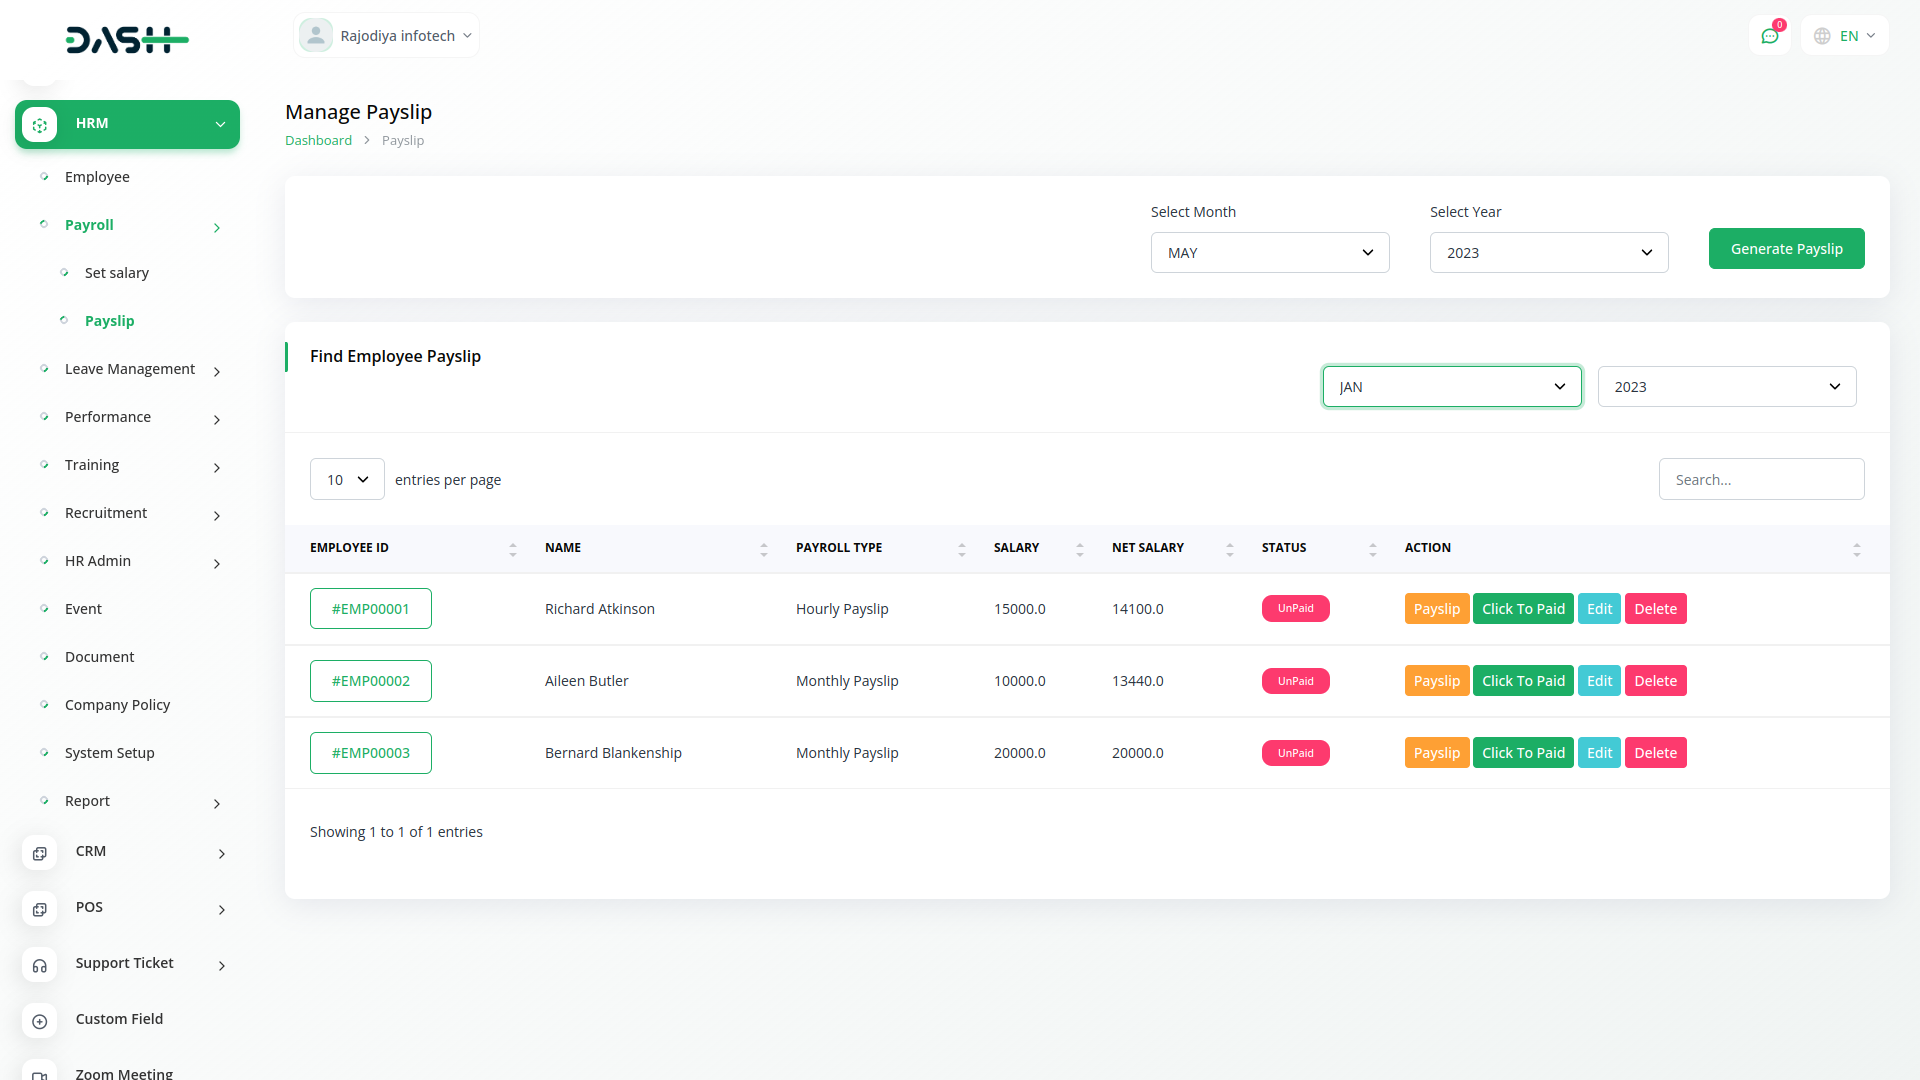 DASH
Rajodiya infotech
0
EN
HRM
Employee
Payroll
Set salary
Payslip
Leave Management
Performance
Training
Recruitment
HR Admin
Event
Document
Company Policy
System Setup
Report
CRM
POS
Support Ticket
Custom Field
Zoom Meeting
Manage Payslip
Dashboard > Payslip
Select Month
Select Year
MAY
2023
Generate Payslip
Find Employee Payslip
JAN
2023
10 entries per page
Search...
EMPLOYEE ID NAME PAYROLL TYPE SALARY NET SALARY STATUS ACTION
#EMP00001 Richard Atkinson Hourly Payslip 15000.0 14100.0 UnPaid Payslip Click To Paid Edit Delete
#EMP00002 Aileen Butler Monthly Payslip 10000.0 13440.0 UnPaid Payslip Click To Paid Edit Delete
#EMP00003 Bernard Blankenship Monthly Payslip 20000.0 20000.0 UnPaid Payslip Click To Paid Edit Delete
Showing 1 to 1 of 1 entries